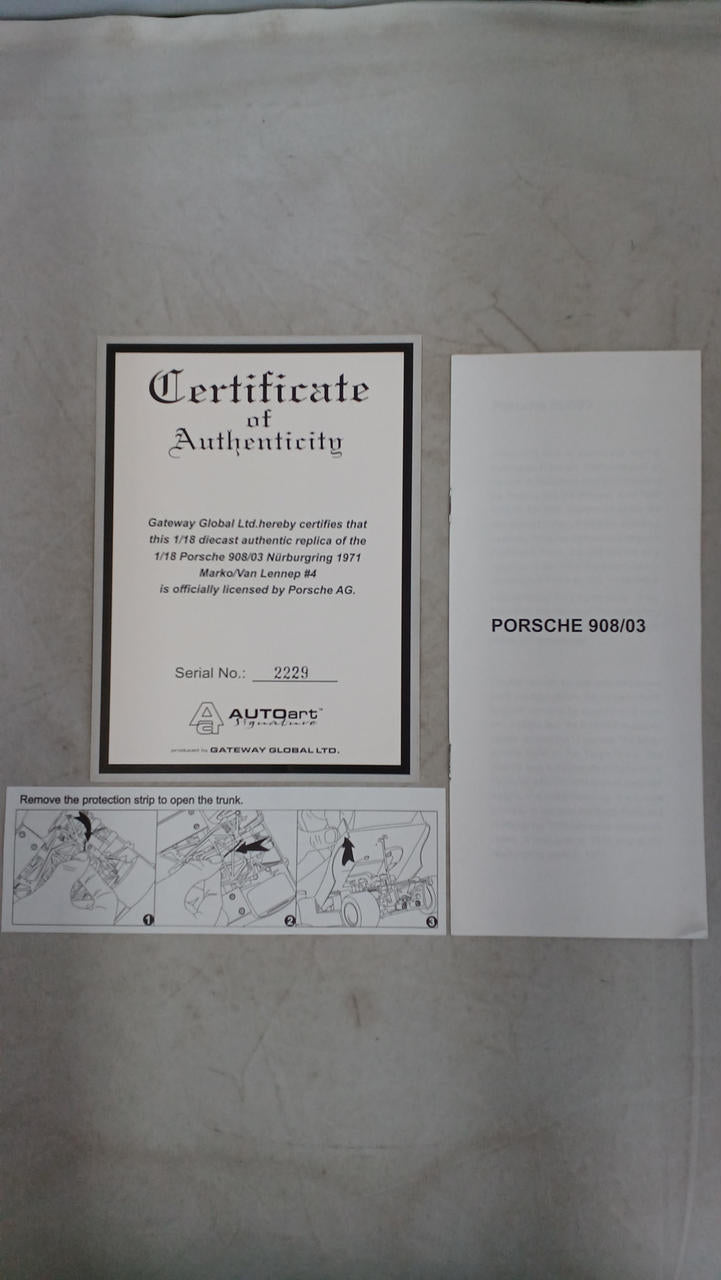 Certificate
of
Authenticity
Gateway Global Ltd.hereby certifies that
this 1/18 diecast authentic replica of the
1/18 Porsche 908/03 Nürburgring 1971
Marko/Van Lennep #4
is officially licensed by Porsche AG.
Serial No.: 2229
Aa AUTOart™
Signature
produced by GATEWAY GLOBAL LTD.
PORSCHE 908/03
Remove the protection strip to open the trunk.
1
2
3